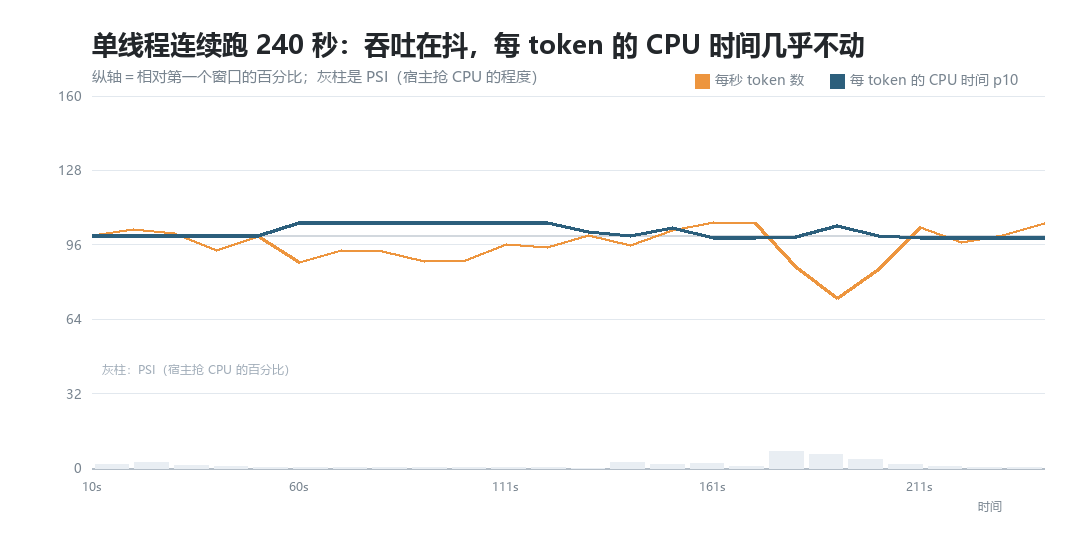 单线程连续跑 240 秒：吞吐在抖，每 token 的 CPU 时间几乎不动
纵轴＝相对第一个窗口的百分比；灰柱是 PSI（宿主抢 CPU 的程度）
每秒 token 数
每 token 的 CPU 时间 p10
160
128
96
64
灰柱：PSI（宿主抢 CPU 的百分比）
32
0
10s
60s
111s
161s
211s
时间